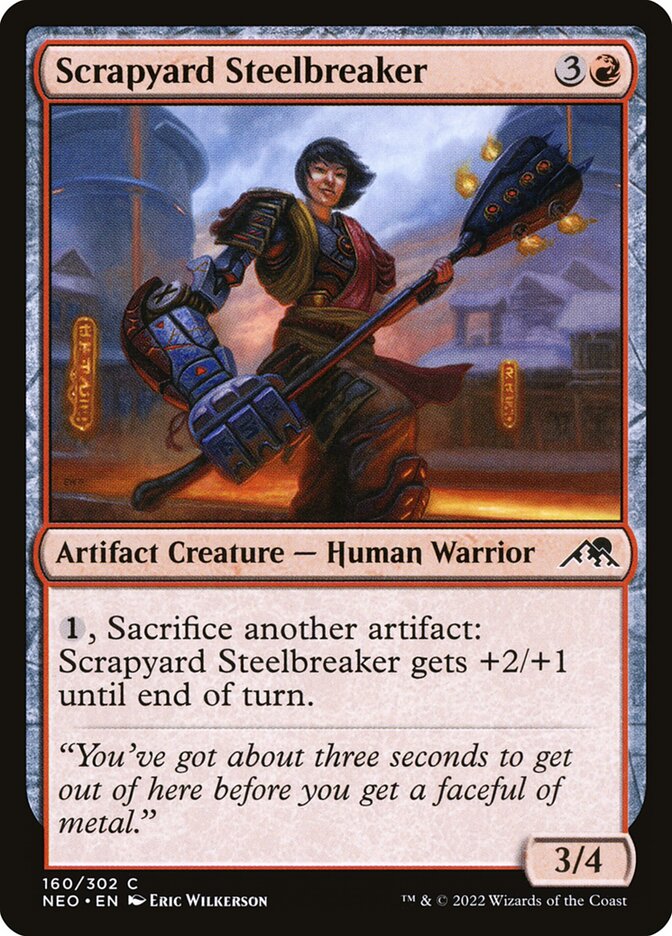 Scrapyard Steelbreaker 3
Artifact Creature — Human Warrior
1, Sacrifice another artifact:
Scrapyard Steelbreaker gets +2/+1
until end of turn.
“You’ve got about three seconds to get
out of here before you get a faceful of
metal.”
3/4
160/302 C
NEO • EN Eric Wilkerson
™ & © 2022 Wizards of the Coast